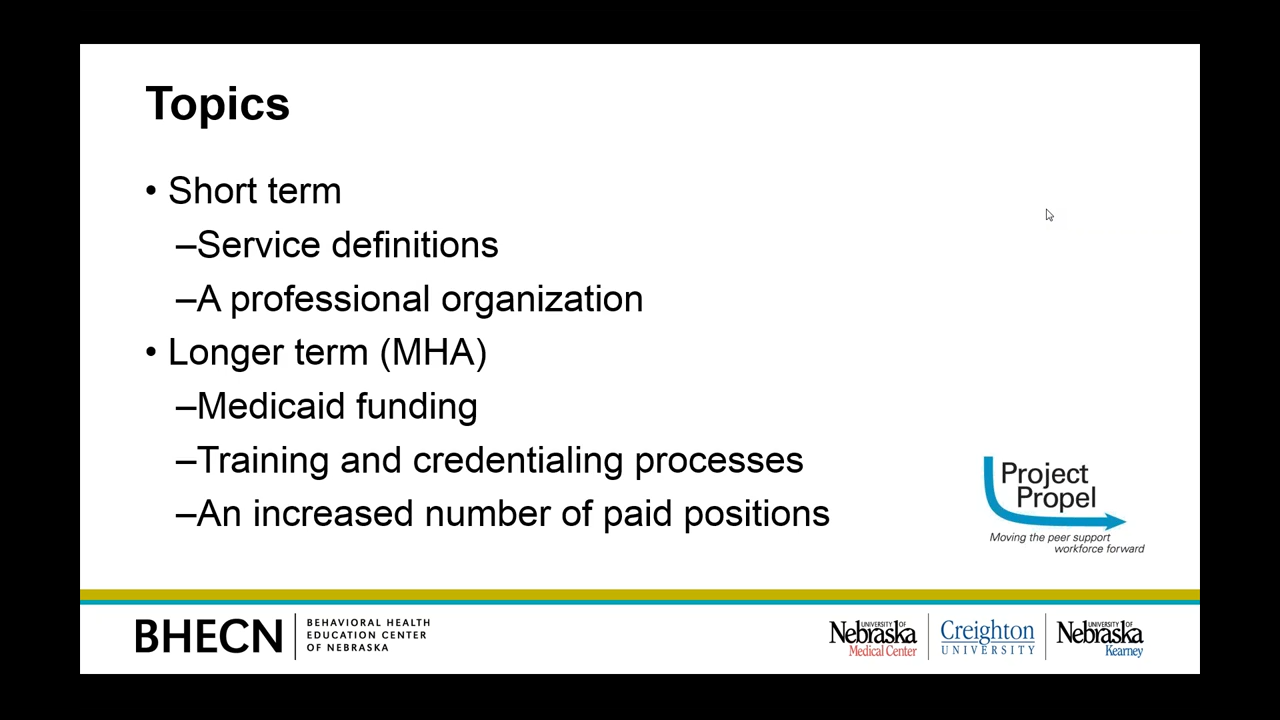 Topics
• Short term
–Service definitions
–A professional organization
• Longer term (MHA)
–Medicaid funding
–Training and credentialing processes
–An increased number of paid positions
Project
Propel
Moving the peer support
workforce forward
BHECN
BEHAVIORAL HEALTH
EDUCATION CENTER
OF NEBRASKA
UNIVERSITY OF
Nebraska
Medical Center
Creighton
UNIVERSITY
UNIVERSITY OF
Nebraska
Kearney